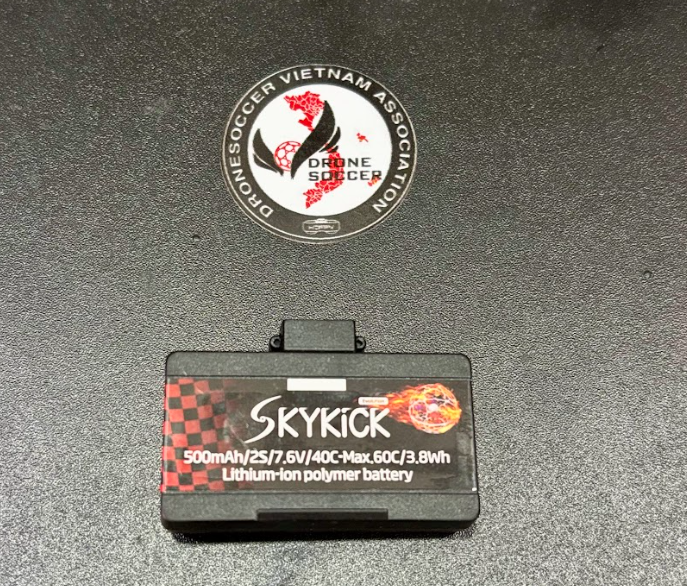 DRONESOCCER VIETNAM ASSOCIATION
DRONE
SOCCER
SKYKICK
500mAh/2S/7.6V/40C-Max.60C/3.8Wh
Lithium-ion polymer battery